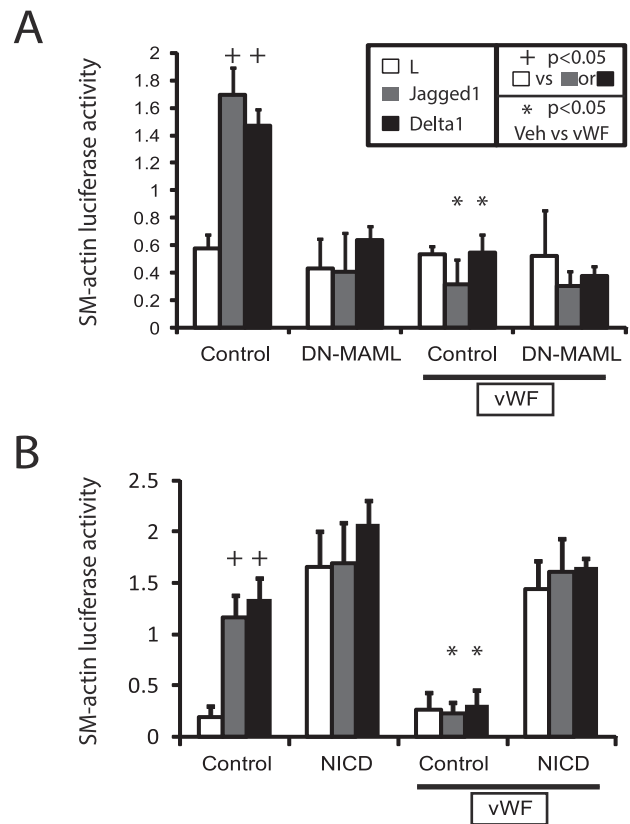 A
SM-actin luciferase activity
2
1.8
1.6
1.4
1.2
1
0.8
0.6
0.4
0.2
0
+ +
* *
L
Jagged1
Delta1
+ p<0.05
vs or
* p<0.05
Veh vs vWF
Control DN-MAML Control DN-MAML
vWF
B
SM-actin luciferase activity
2.5
2
1.5
1
0.5
0
+ +
* *
Control NICD Control NICD
vWF